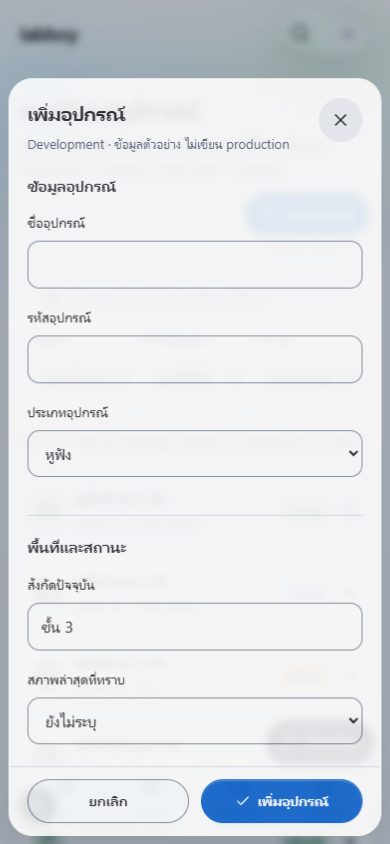 เพิ่มอุปกรณ์
Development · ข้อมูลตัวอย่าง ไม่เขียน production
ข้อมูลอุปกรณ์
ชื่ออุปกรณ์
รหัสอุปกรณ์
ประเภทอุปกรณ์
หูฟัง
พื้นที่และสถานะ
สังกัดปัจจุบัน
ชั้น 3
สภาพล่าสุดที่ทราบ
ยังไม่ระบุ
ยกเลิก
เพิ่มอุปกรณ์